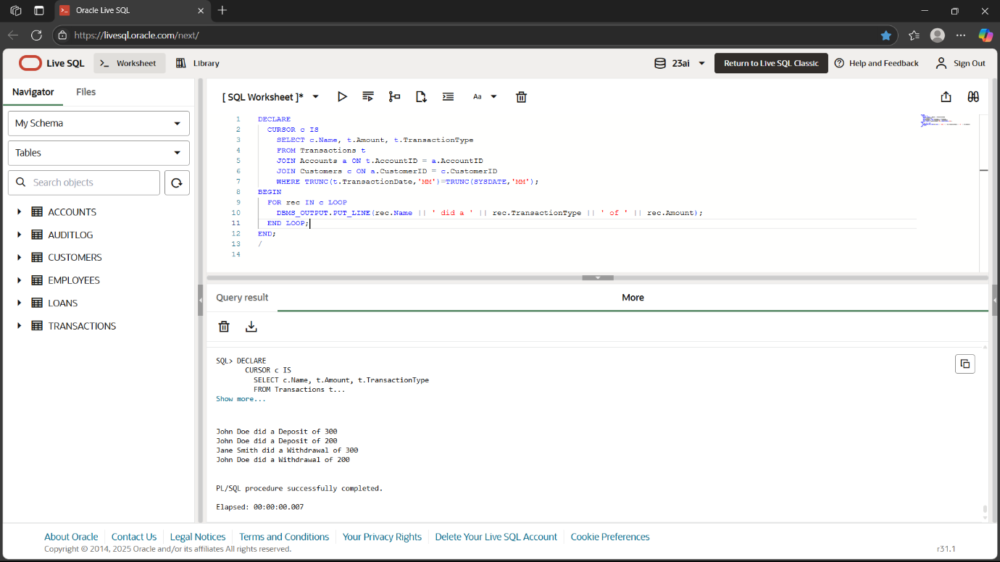 Oracle Live SQL
https://livesql.oracle.com/next/
Live SQL
Worksheet
Library
23ai
Return to Live SQL Classic
Help and Feedback
Sign Out
Navigator
Files
My Schema
Tables
Search objects
ACCOUNTS
AUDITLOG
CUSTOMERS
EMPLOYEES
LOANS
TRANSACTIONS
[ SQL Worksheet ]*
Aa
1 DECLARE
2 CURSOR c IS
3 SELECT c.Name, t.Amount, t.TransactionType
4 FROM Transactions t
5 JOIN Accounts a ON t.AccountID = a.AccountID
6 JOIN Customers c ON a.CustomerID = c.CustomerID
7 WHERE TRUNC(t.TransactionDate,'MM')=TRUNC(SYSDATE,'MM');
8 BEGIN
9 FOR rec IN c LOOP
10 DBMS_OUTPUT.PUT_LINE(rec.Name || ' did a ' || rec.TransactionType || ' of ' || rec.Amount);
11 END LOOP;
12 END;
13 /
14
Query result
More
SQL> DECLARE
CURSOR c IS
SELECT c.Name, t.Amount, t.TransactionType
FROM Transactions t...
Show more...
John Doe did a Deposit of 300
John Doe did a Deposit of 200
Jane Smith did a Withdrawal of 300
John Doe did a Withdrawal of 200
PL/SQL procedure successfully completed.
Elapsed: 00:00:00.007
About Oracle
Contact Us
Legal Notices
Terms and Conditions
Your Privacy Rights
Delete Your Live SQL Account
Cookie Preferences
Copyright © 2014, 2025 Oracle and/or its affiliates All rights reserved.
r31.1